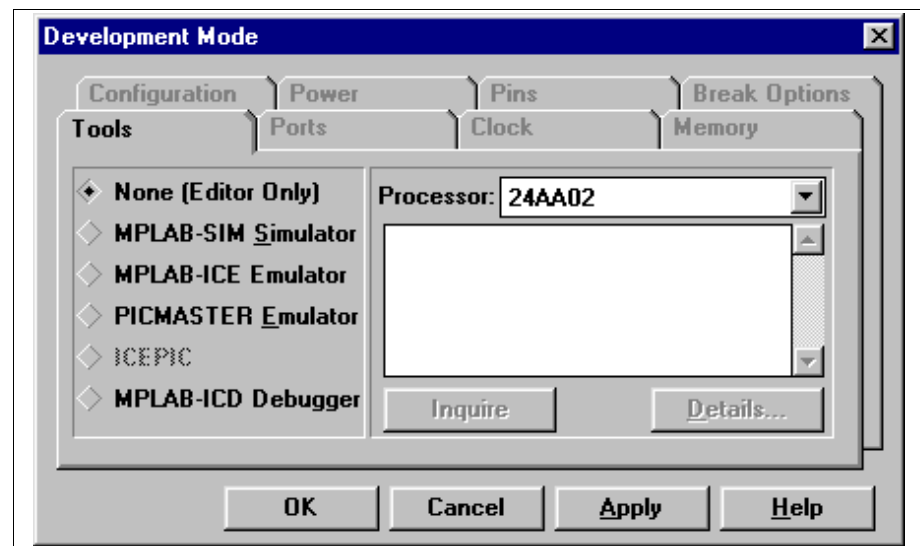 Development Mode
Configuration Power Pins Break Options
Tools Ports Clock Memory
None (Editor Only)
Processor: 24AA02
MPLAB-SIM Simulator
MPLAB-ICE Emulator
PICMASTER Emulator
ICEPIC
MPLAB-ICD Debugger
Inquire Details...
OK Cancel Apply Help